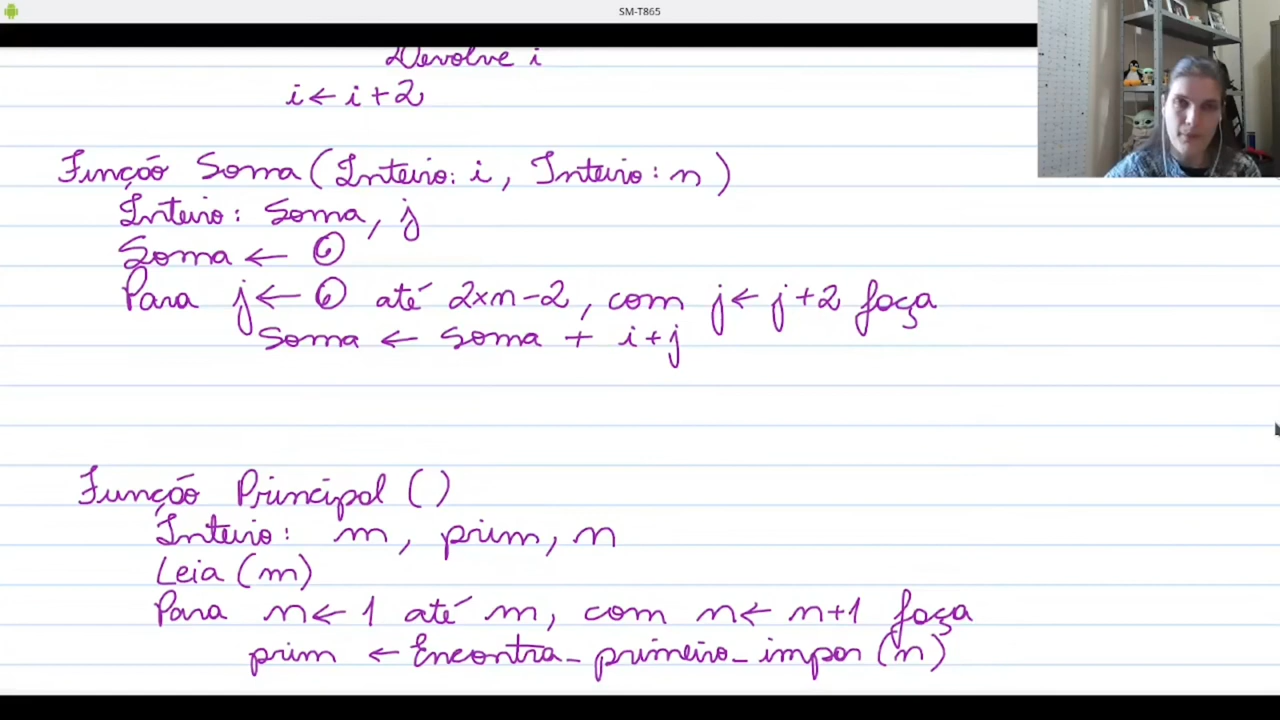 SM-T865
Devolve i
i ← i + 2
Função Soma (Inteiro: i, Inteiro: n)
Inteiro: Soma, j
Soma ← 0
Para j ← 0 até 2×n-2, com j ← j +2 faça
Soma ← Soma + i+j
Função Principal ()
Inteiro: m, prim, n
Leia (m)
Para n ← 1 até m, com n ← n+1 faça
prim ← Encontra_primeiro_impar (n)